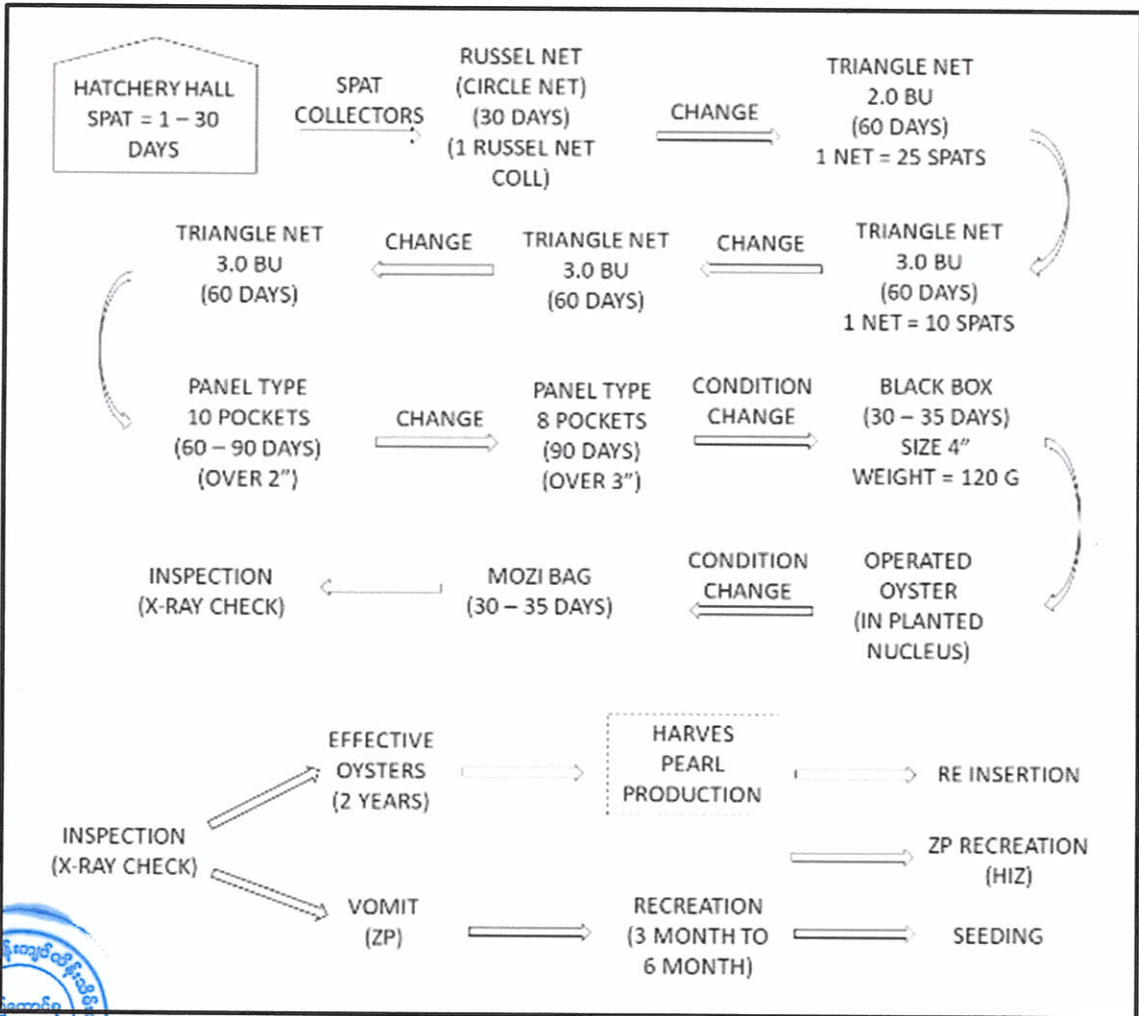 HATCHERY HALL
SPAT = 1 – 30
DAYS
SPAT
COLLECTORS
RUSSEL NET
(CIRCLE NET)
(30 DAYS)
(1 RUSSEL NET
COLL)
CHANGE
TRIANGLE NET
2.0 BU
(60 DAYS)
1 NET = 25 SPATS
TRIANGLE NET
3.0 BU
(60 DAYS)
CHANGE
TRIANGLE NET
3.0 BU
(60 DAYS)
CHANGE
TRIANGLE NET
3.0 BU
(60 DAYS)
1 NET = 10 SPATS
PANEL TYPE
10 POCKETS
(60 – 90 DAYS)
(OVER 2”)
CHANGE
PANEL TYPE
8 POCKETS
(90 DAYS)
(OVER 3”)
CONDITION
CHANGE
BLACK BOX
(30 – 35 DAYS)
SIZE 4”
WEIGHT = 120 G
INSPECTION
(X-RAY CHECK)
MOZI BAG
(30 – 35 DAYS)
CONDITION
CHANGE
OPERATED
OYSTER
(IN PLANTED
NUCLEUS)
INSPECTION
(X-RAY CHECK)
EFFECTIVE
OYSTERS
(2 YEARS)
HARVES
PEARL
PRODUCTION
RE INSERTION
ZP RECREATION
(HIZ)
VOMIT
(ZP)
RECREATION
(3 MONTH TO
6 MONTH)
SEEDING